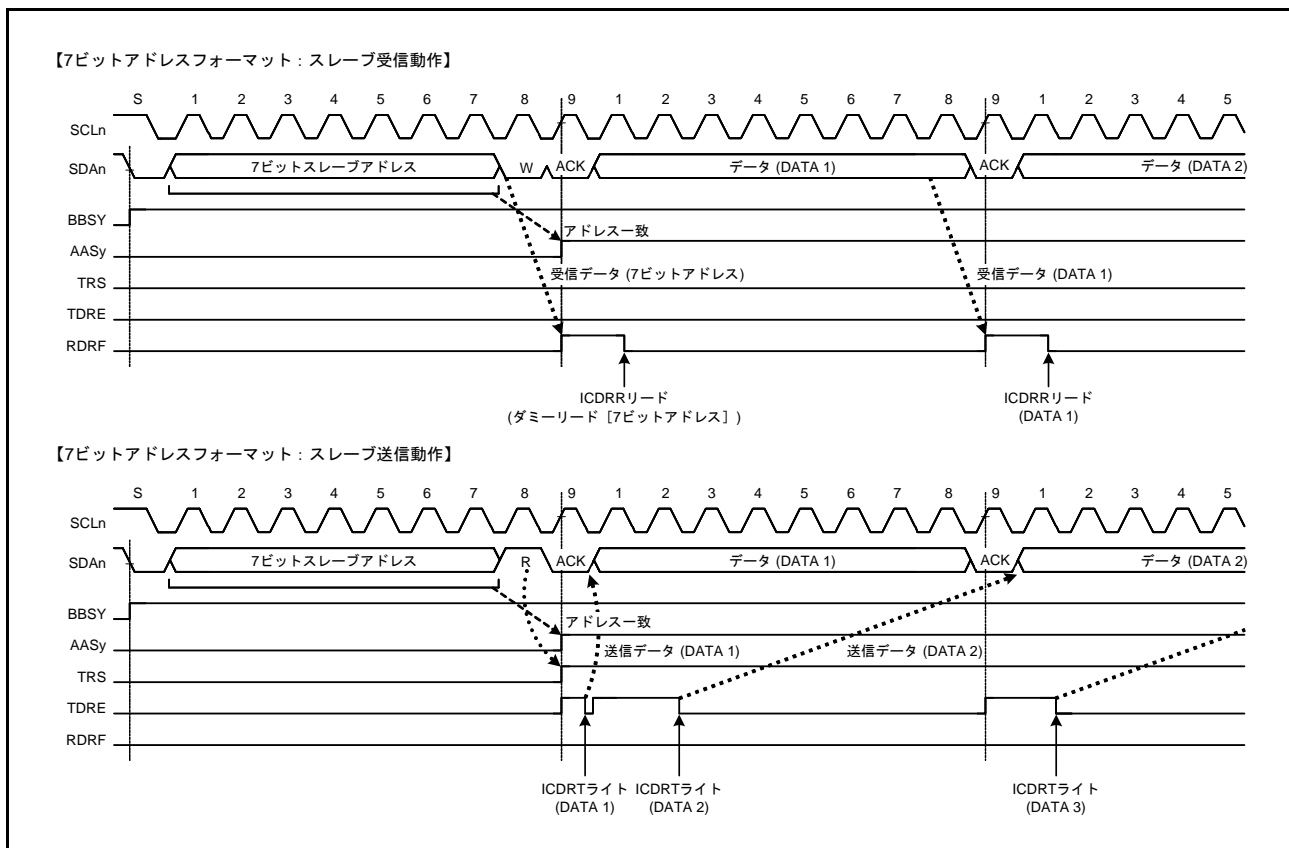 【7ビットアドレスフォーマット：スレーブ受信動作】
S 1 2 3 4 5 6 7 8 9 1 2 3 4 5 6 7 8 9 1 2 3 4 5
SCLn
SDAn 7ビットスレーブアドレス W ACK データ (DATA 1) ACK データ (DATA 2)
BBSY
アドレス一致
AASy
受信データ (7ビットアドレス) 受信データ (DATA 1)
TRS
TDRE
RDRF
ICDRRリード ICDRRリード
(ダミーリード［7ビットアドレス］) (DATA 1)
【7ビットアドレスフォーマット：スレーブ送信動作】
S 1 2 3 4 5 6 7 8 9 1 2 3 4 5 6 7 8 9 1 2 3 4 5
SCLn
SDAn 7ビットスレーブアドレス R ACK データ (DATA 1) ACK データ (DATA 2)
BBSY
アドレス一致
AASy
送信データ (DATA 1) 送信データ (DATA 2)
TRS
TDRE
RDRF
ICDRTライト ICDRTライト ICDRTライト
(DATA 1) (DATA 2) (DATA 3)